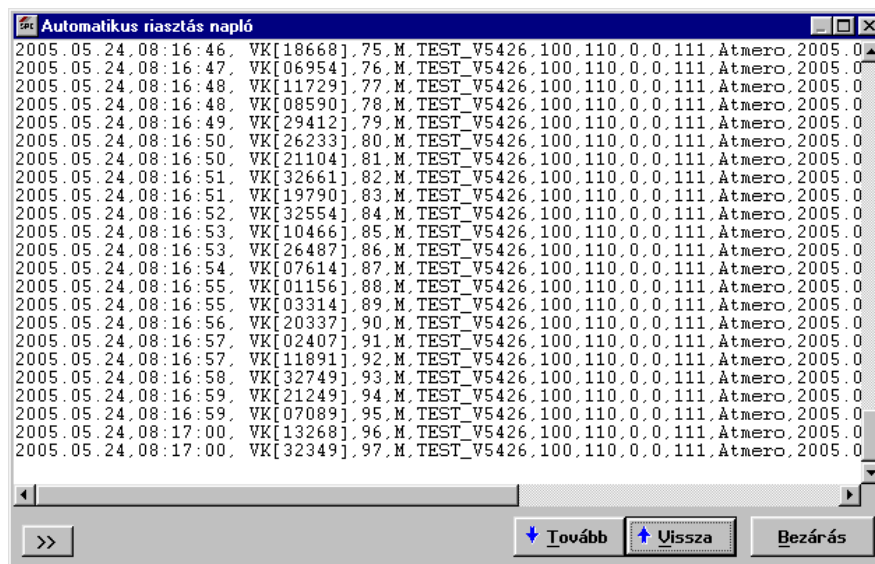 SPC Automatikus riasztás napló
2005.05.24,08:16:46, VK[18668],75,M,TEST_V5426,100,110,0,0,111,Atmero,2005.0
2005.05.24,08:16:47, VK[06954],76,M,TEST_V5426,100,110,0,0,111,Atmero,2005.0
2005.05.24,08:16:48, VK[11729],77,M,TEST_V5426,100,110,0,0,111,Atmero,2005.0
2005.05.24,08:16:48, VK[08590],78,M,TEST_V5426,100,110,0,0,111,Atmero,2005.0
2005.05.24,08:16:49, VK[29412],79,M,TEST_V5426,100,110,0,0,111,Atmero,2005.0
2005.05.24,08:16:50, VK[26233],80,M,TEST_V5426,100,110,0,0,111,Atmero,2005.0
2005.05.24,08:16:50, VK[21104],81,M,TEST_V5426,100,110,0,0,111,Atmero,2005.0
2005.05.24,08:16:51, VK[32661],82,M,TEST_V5426,100,110,0,0,111,Atmero,2005.0
2005.05.24,08:16:51, VK[19790],83,M,TEST_V5426,100,110,0,0,111,Atmero,2005.0
2005.05.24,08:16:52, VK[32554],84,M,TEST_V5426,100,110,0,0,111,Atmero,2005.0
2005.05.24,08:16:53, VK[10466],85,M,TEST_V5426,100,110,0,0,111,Atmero,2005.0
2005.05.24,08:16:53, VK[26487],86,M,TEST_V5426,100,110,0,0,111,Atmero,2005.0
2005.05.24,08:16:54, VK[07614],87,M,TEST_V5426,100,110,0,0,111,Atmero,2005.0
2005.05.24,08:16:55, VK[01156],88,M,TEST_V5426,100,110,0,0,111,Atmero,2005.0
2005.05.24,08:16:55, VK[03314],89,M,TEST_V5426,100,110,0,0,111,Atmero,2005.0
2005.05.24,08:16:56, VK[20337],90,M,TEST_V5426,100,110,0,0,111,Atmero,2005.0
2005.05.24,08:16:57, VK[02407],91,M,TEST_V5426,100,110,0,0,111,Atmero,2005.0
2005.05.24,08:16:57, VK[11891],92,M,TEST_V5426,100,110,0,0,111,Atmero,2005.0
2005.05.24,08:16:58, VK[32749],93,M,TEST_V5426,100,110,0,0,111,Atmero,2005.0
2005.05.24,08:16:59, VK[21249],94,M,TEST_V5426,100,110,0,0,111,Atmero,2005.0
2005.05.24,08:16:59, VK[07089],95,M,TEST_V5426,100,110,0,0,111,Atmero,2005.0
2005.05.24,08:17:00, VK[13268],96,M,TEST_V5426,100,110,0,0,111,Atmero,2005.0
2005.05.24,08:17:00, VK[32349],97,M,TEST_V5426,100,110,0,0,111,Atmero,2005.0
>> Tovább Vissza Bezárás